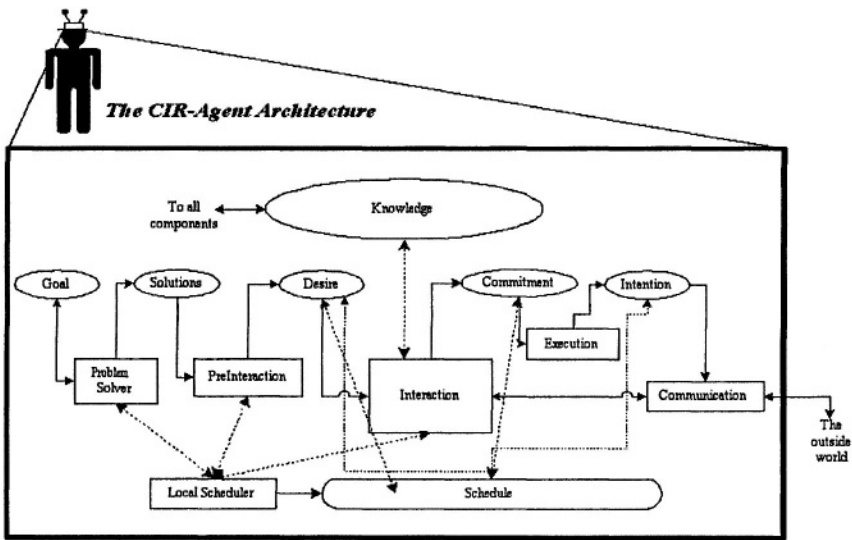 The CIR-Agent Architecture
To all
components
Knowledge
Goal
Solutions
Desire
Commitment
Intention
Execution
Problem
Solver
PreInteraction
Interaction
Communication
The
outside
world
Local Scheduler
Schedule